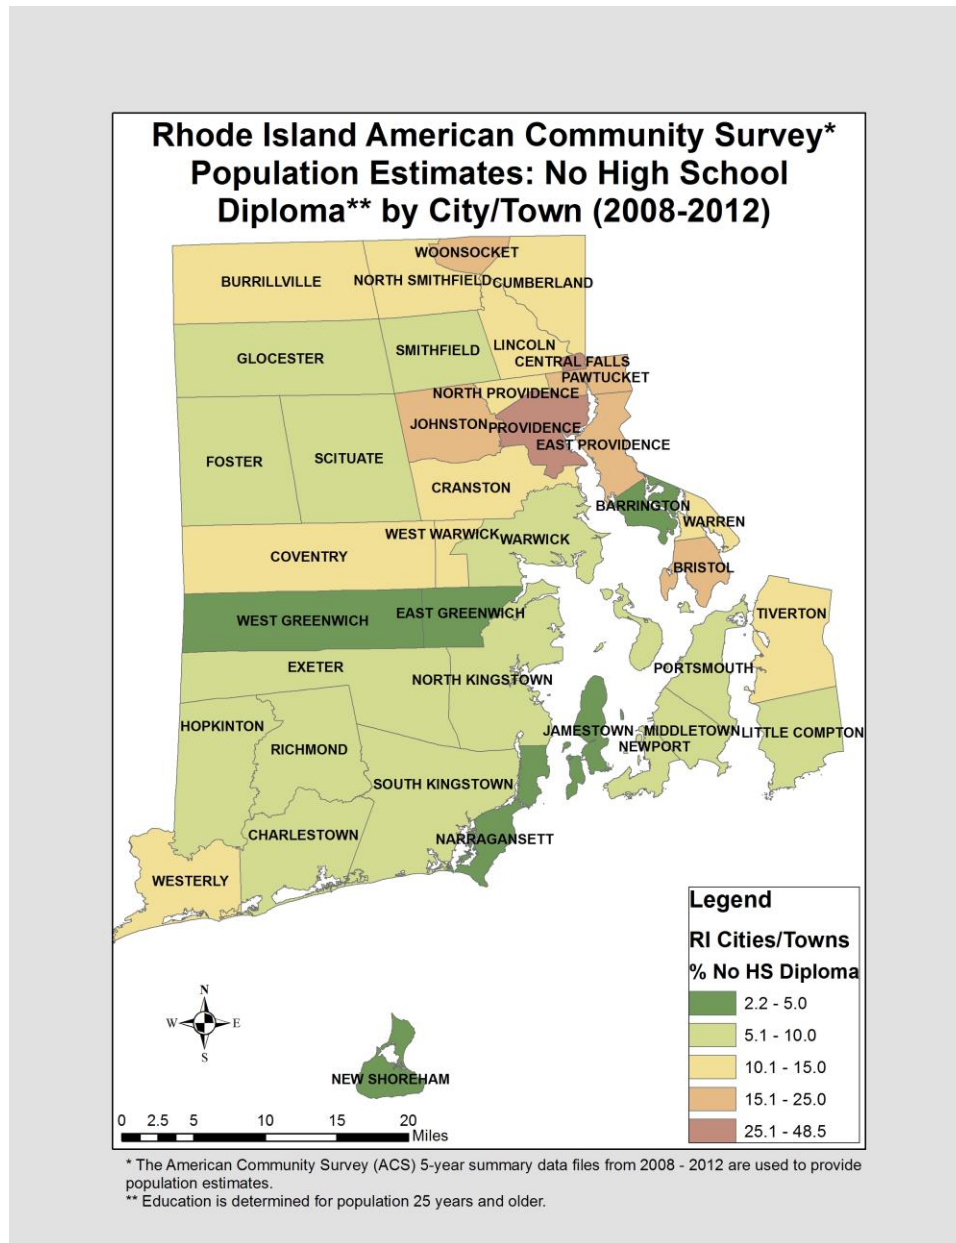 Rhode Island American Community Survey*
Population Estimates: No High School
Diploma** by City/Town (2008-2012)
WOONSOCKET
BURRILLVILLE
NORTH SMITHFIELD
CUMBERLAND
LINCOLN
SMITHFIELD
GLOCESTER
CENTRAL FALLS
PAWTUCKET
NORTH PROVIDENCE
JOHNSTON
PROVIDENCE
EAST PROVIDENCE
FOSTER
SCITUATE
CRANSTON
BARRINGTON
WARREN
WEST WARWICK
WARWICK
COVENTRY
BRISTOL
WEST GREENWICH
EAST GREENWICH
TIVERTON
EXETER
PORTSMOUTH
NORTH KINGSTOWN
HOPKINTON
RICHMOND
JAMESTOWN
MIDDLETOWN
LITTLE COMPTON
NEWPORT
SOUTH KINGSTOWN
CHARLESTOWN
NARRAGANSETT
WESTERLY
Legend
RI Cities/Towns
% No HS Diploma
2.2 - 5.0
5.1 - 10.0
10.1 - 15.0
15.1 - 25.0
25.1 - 48.5
N
W E
S
NEW SHOREHAM
0 2.5 5 10 15 20
Miles
* The American Community Survey (ACS) 5-year summary data files from 2008 - 2012 are used to provide
population estimates.
** Education is determined for population 25 years and older.